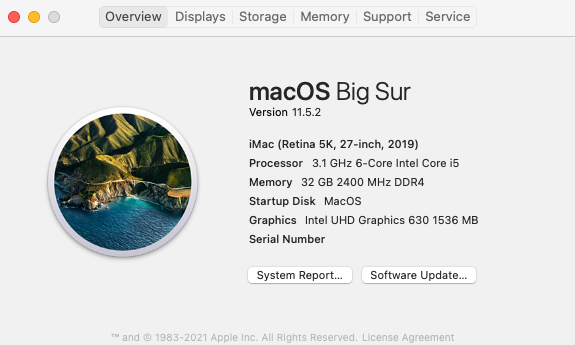 Overview Displays Storage Memory Support Service
macOS Big Sur
Version 11.5.2
iMac (Retina 5K, 27-inch, 2019)
Processor 3.1 GHz 6-Core Intel Core i5
Memory 32 GB 2400 MHz DDR4
Startup Disk MacOS
Graphics Intel UHD Graphics 630 1536 MB
Serial Number
System Report... Software Update...
™ and © 1983-2021 Apple Inc. All Rights Reserved. License Agreement